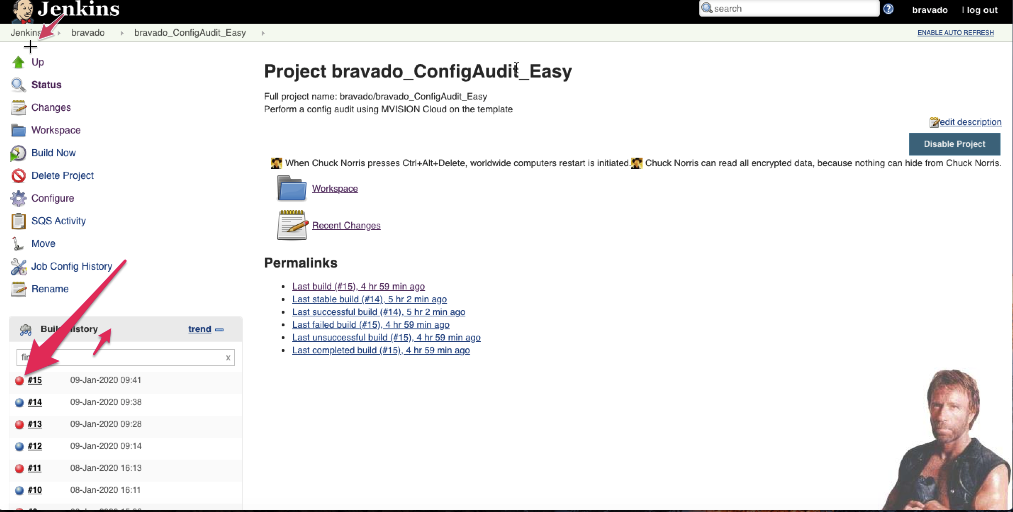 Jenkins
search
bravado
| log out
Jenkins
bravado
bravado_ConfigAudit_Easy
ENABLE AUTO REFRESH
Up
Status
Changes
Workspace
Build Now
Delete Project
Configure
SQS Activity
Move
Job Config History
Rename
Build History
trend
x
#15 09-Jan-2020 09:41
#14 09-Jan-2020 09:38
#13 09-Jan-2020 09:28
#12 09-Jan-2020 09:14
#11 08-Jan-2020 16:13
#10 08-Jan-2020 16:11
Project bravado_ConfigAudit_Easy
Full project name: bravado/bravado_ConfigAudit_Easy
Perform a config audit using MVISION Cloud on the template
edit description
Disable Project
When Chuck Norris presses Ctrl+Alt+Delete, worldwide computers restart is initiated. Chuck Norris can read all encrypted data, because nothing can hide from Chuck Norris.
Workspace
Recent Changes
Permalinks
Last build (#15), 4 hr 59 min ago
Last stable build (#14), 5 hr 2 min ago
Last successful build (#14), 5 hr 2 min ago
Last failed build (#15), 4 hr 59 min ago
Last unsuccessful build (#15), 4 hr 59 min ago
Last completed build (#15), 4 hr 59 min ago